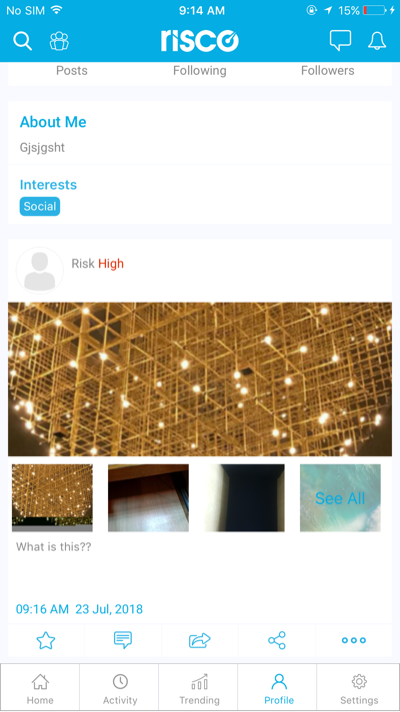 No SIM 9:14 AM 15%
risco
Posts Following Followers
About Me
Gjsjgsht
Interests
Social
Risk High
See All
What is this??
09:16 AM 23 Jul, 2018
Home Activity Trending Profile Settings